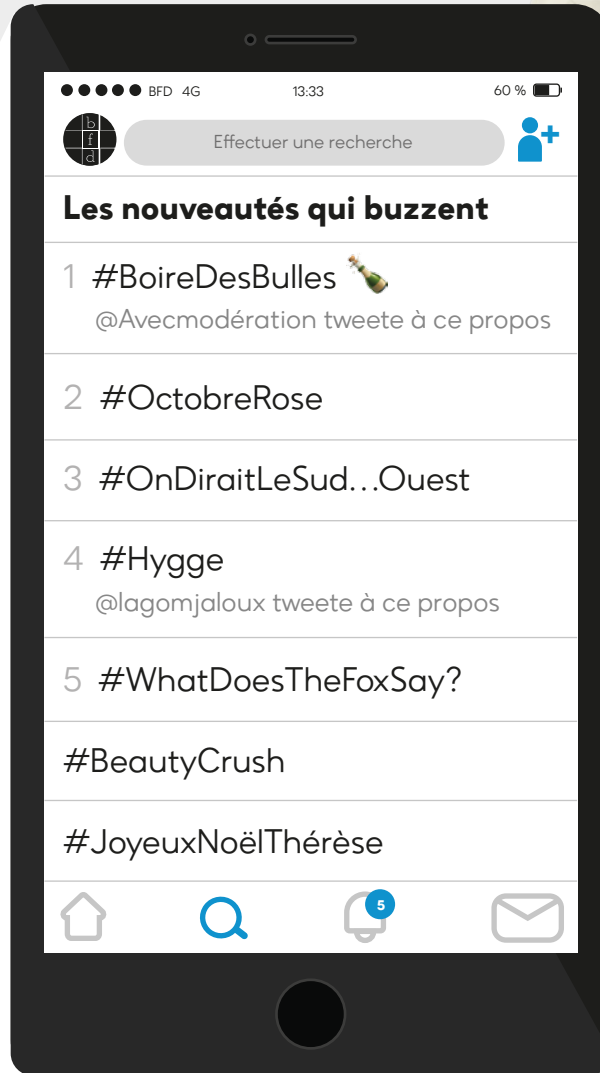 BFD 4G 13:33 60 %
b
f
d
Effectuer une recherche
Les nouveautés qui buzzent
1 #BoireDesBulles
@Avecmodération tweete à ce propos
2 #OctobreRose
3 #OnDiraitLeSud...Ouest
4 #Hygge
@lagomjaloux tweete à ce propos
5 #WhatDoesTheFoxSay?
#BeautyCrush
#JoyeuxNoëlThérèse
5